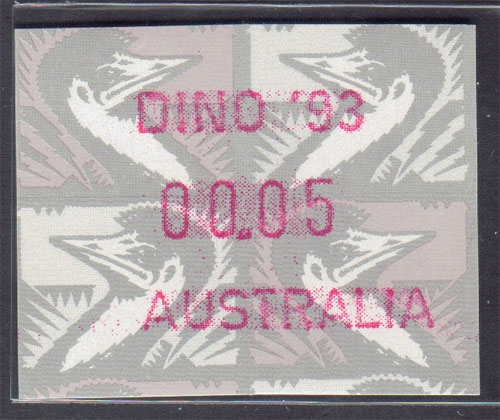 DINO '93
00.05
AUSTRALIA